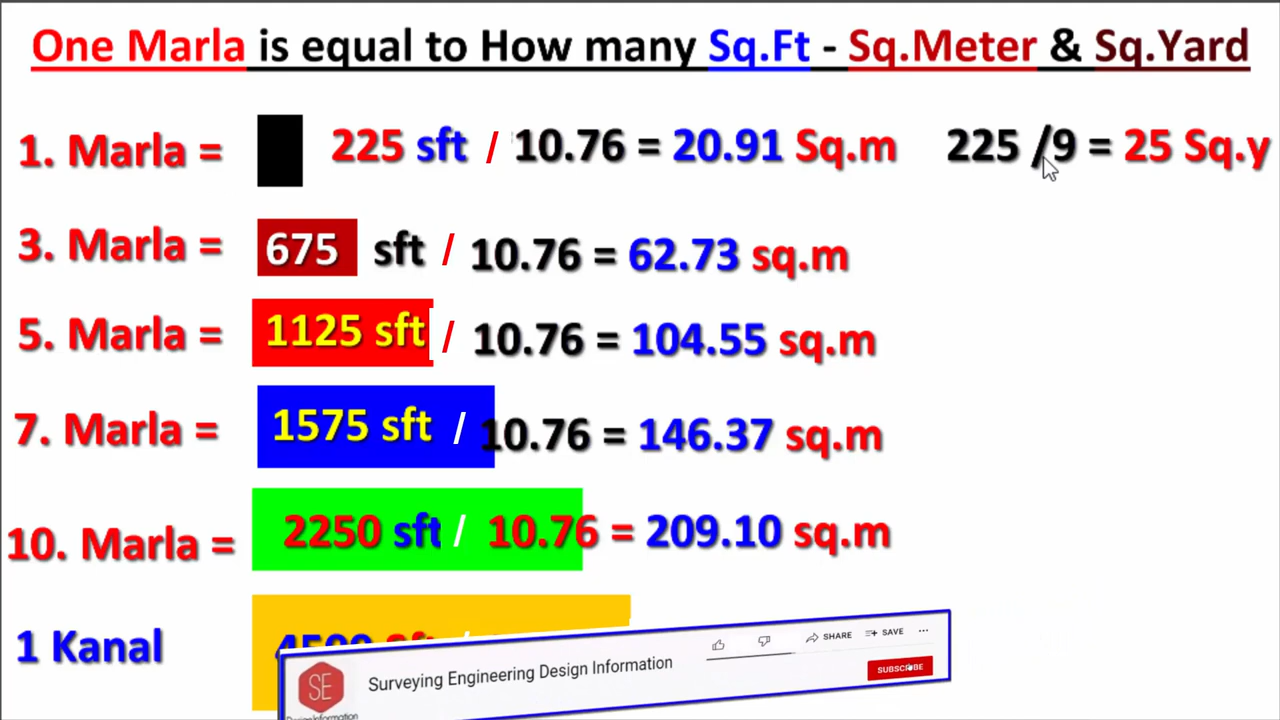 One Marla is equal to How many Sq.Ft - Sq.Meter & Sq.Yard
1. Marla = 225 sft / 10.76 = 20.91 Sq.m 225 /9 = 25 Sq.y
3. Marla = 675 sft / 10.76 = 62.73 sq.m
5. Marla = 1125 sft / 10.76 = 104.55 sq.m
7. Marla = 1575 sft / 10.76 = 146.37 sq.m
10. Marla = 2250 sft / 10.76 = 209.10 sq.m
1 Kanal
SHARE SAVE
SE Surveying Engineering Design Information SUBSCRIBE